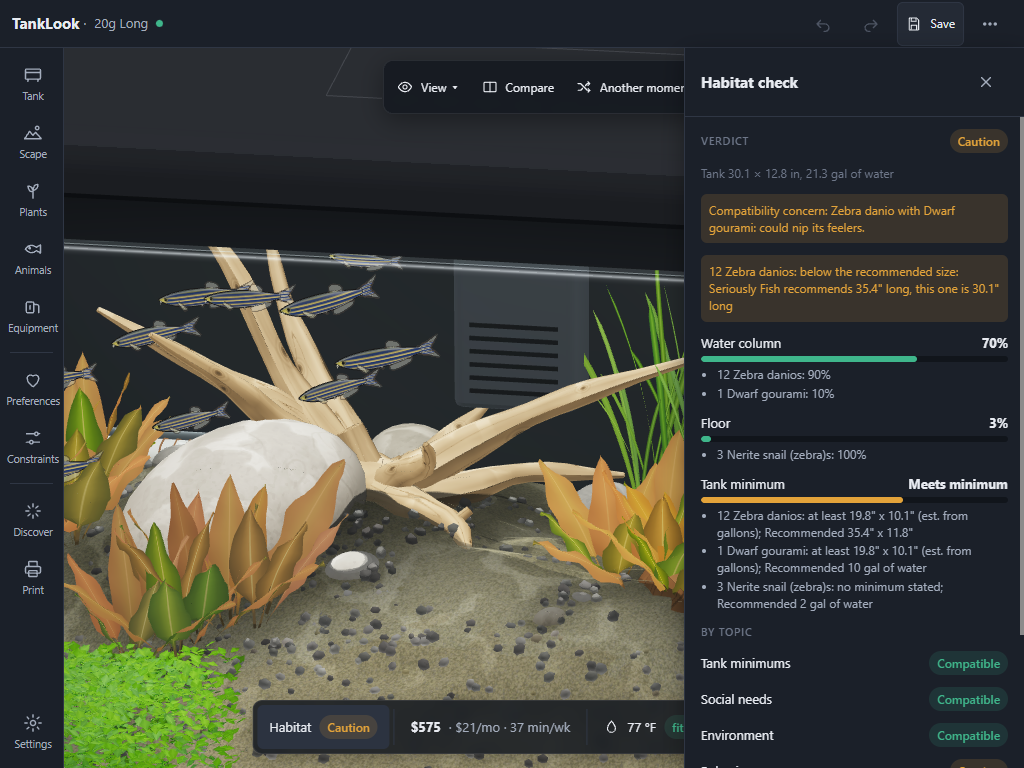 TankLook · 20g Long
Save
Tank
Scape
Plants
Animals
Equipment
Preferences
Constraints
Discover
Print
Settings
View
Compare
Another
Habitat check
VERDICT
Caution
Tank 30.1 × 12.8 in, 21.3 gal of water
Compatibility concern: Zebra danio with Dwarf
gourami: could nip its feelers.
12 Zebra danios: below the recommended size:
Seriously Fish recommends 35.4" long, this one is 30.1"
long
Water column 70%
• 12 Zebra danios: 90%
• 1 Dwarf gourami: 10%
Floor 3%
• 3 Nerite snail (zebra)s: 100%
Tank minimum Meets minimum
• 12 Zebra danios: at least 19.8" x 10.1" (est. from
gallons); Recommended 35.4" x 11.8"
• 1 Dwarf gourami: at least 19.8" x 10.1" (est. from
gallons); Recommended 10 gal of water
• 3 Nerite snail (zebra)s: no minimum stated;
Recommended 2 gal of water
BY TOPIC
Tank minimums Compatible
Social needs Compatible
Environment Compatible
Habitat Caution $575 · $21/mo · 37 min/wk 77 °F fit